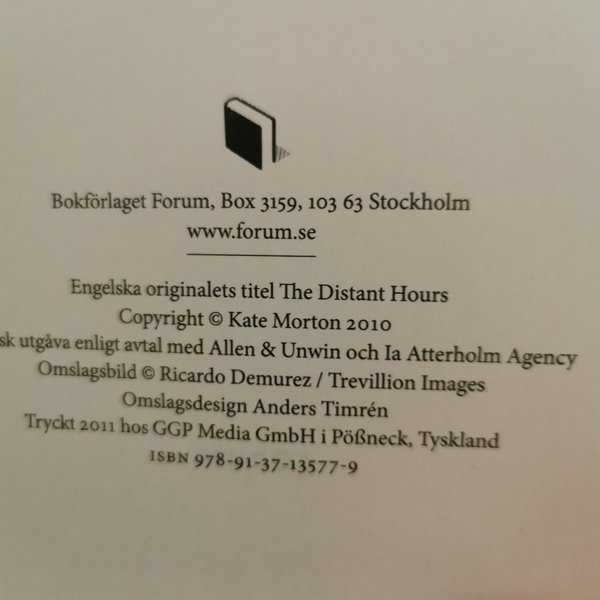 Bokförlaget Forum, Box 3159, 103 63 Stockholm
www.forum.se
Engelska originalets titel The Distant Hours
Copyright © Kate Morton 2010
sk utgåva enligt avtal med Allen & Unwin och Ia Atterholm Agency
Omslagsbild © Ricardo Demurez / Trevillion Images
Omslagsdesign Anders Timrén
Tryckt 2011 hos GGP Media GmbH i Pößneck, Tyskland
ISBN 978-91-37-13577-9